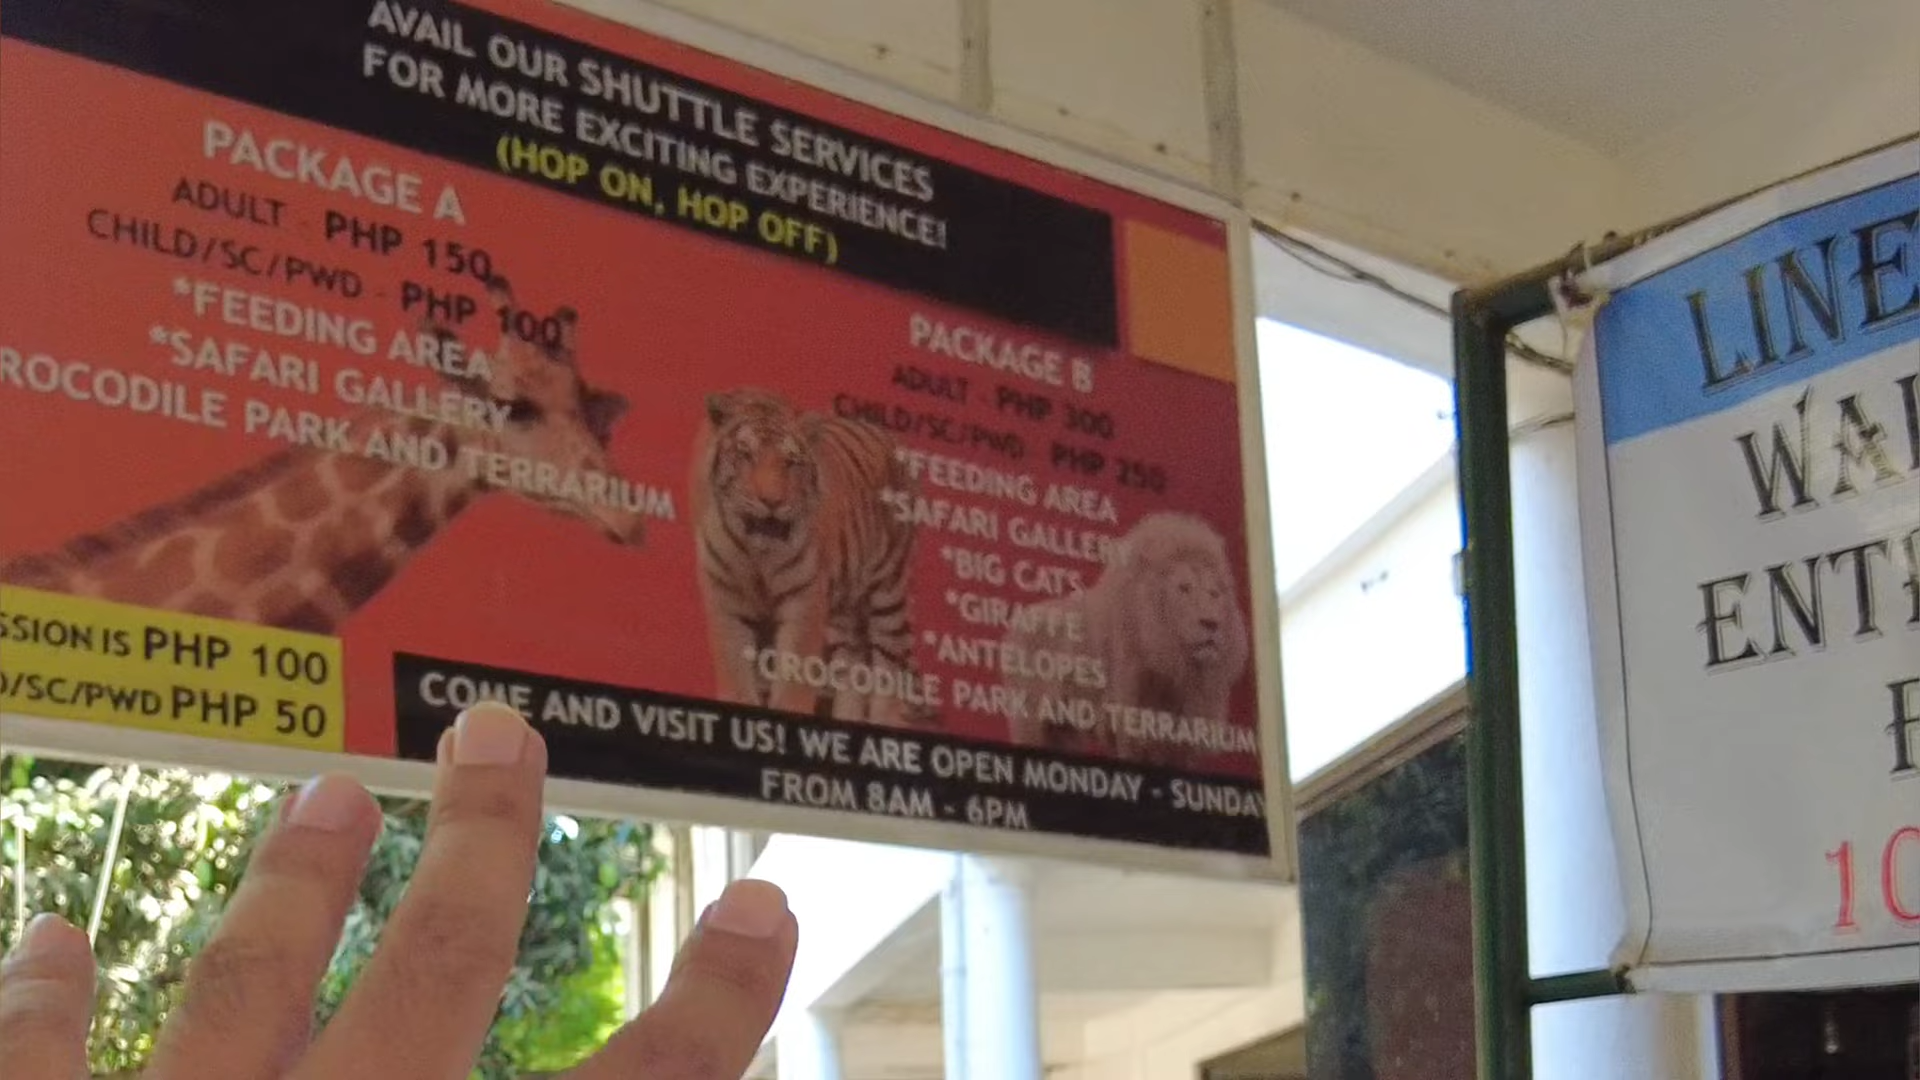 AVAIL OUR SHUTTLE SERVICES
FOR MORE EXCITING EXPERIENCE!
(HOP ON, HOP OFF)
PACKAGE A
ADULT - PHP 150
CHILD/SC/PWD - PHP 100
*FEEDING AREA
*SAFARI GALLERY
ROCODILE PARK AND TERRARIUM
PACKAGE B
ADULT - PHP 300
CHILD/SC/PWD - PHP 250
*FEEDING AREA
*SAFARI GALLERY
*BIG CATS
*GIRAFFE
*ANTELOPES
*CROCODILE PARK AND TERRARIUM
SSION IS PHP 100
D/SC/PWD PHP 50
COME AND VISIT US! WE ARE OPEN MONDAY - SUNDAY
FROM 8AM - 6PM
LINE
WAL
ENT
10